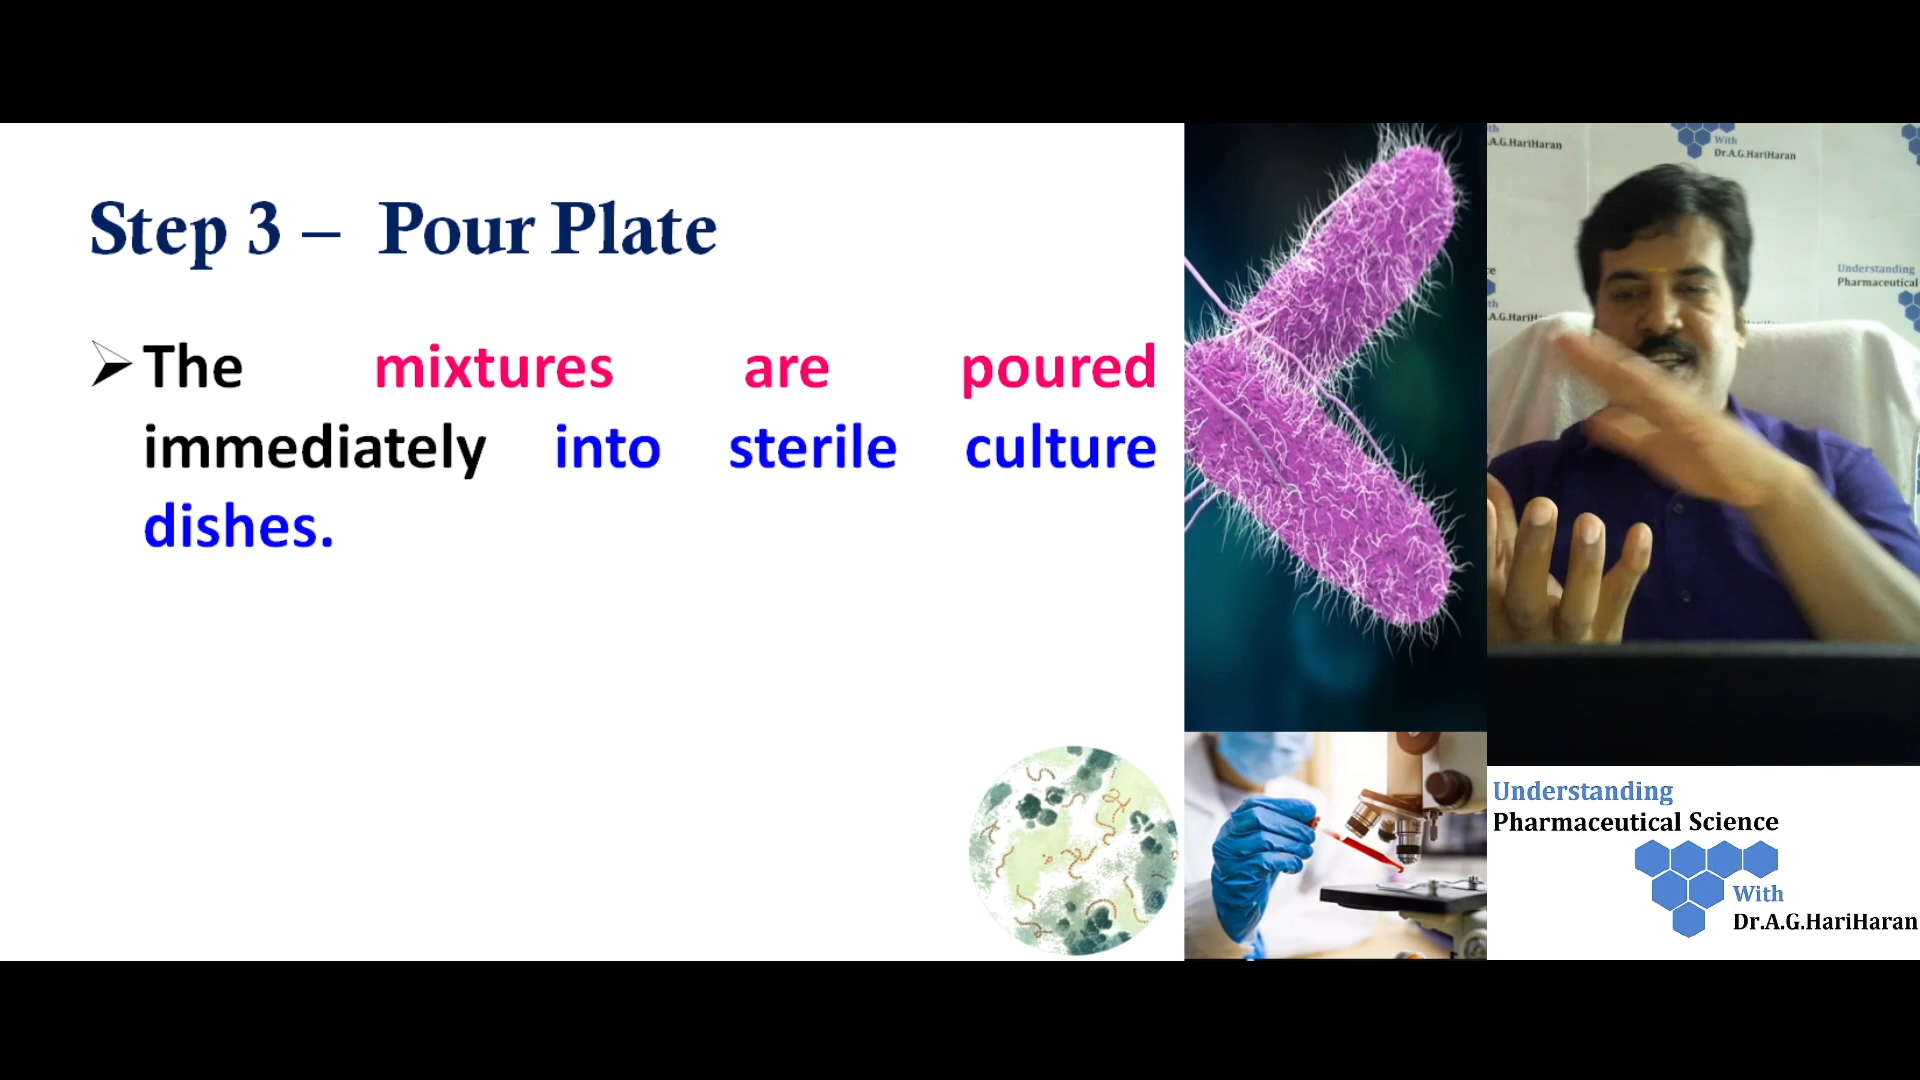 Step 3 – Pour Plate
➢The mixtures are poured
immediately into sterile culture
dishes.
A.G.HariHaran
With
Dr.A.G.HariHaran
Understanding
Pharmaceutical
Understanding
Pharmaceutical Science
With
Dr.A.G.HariHaran